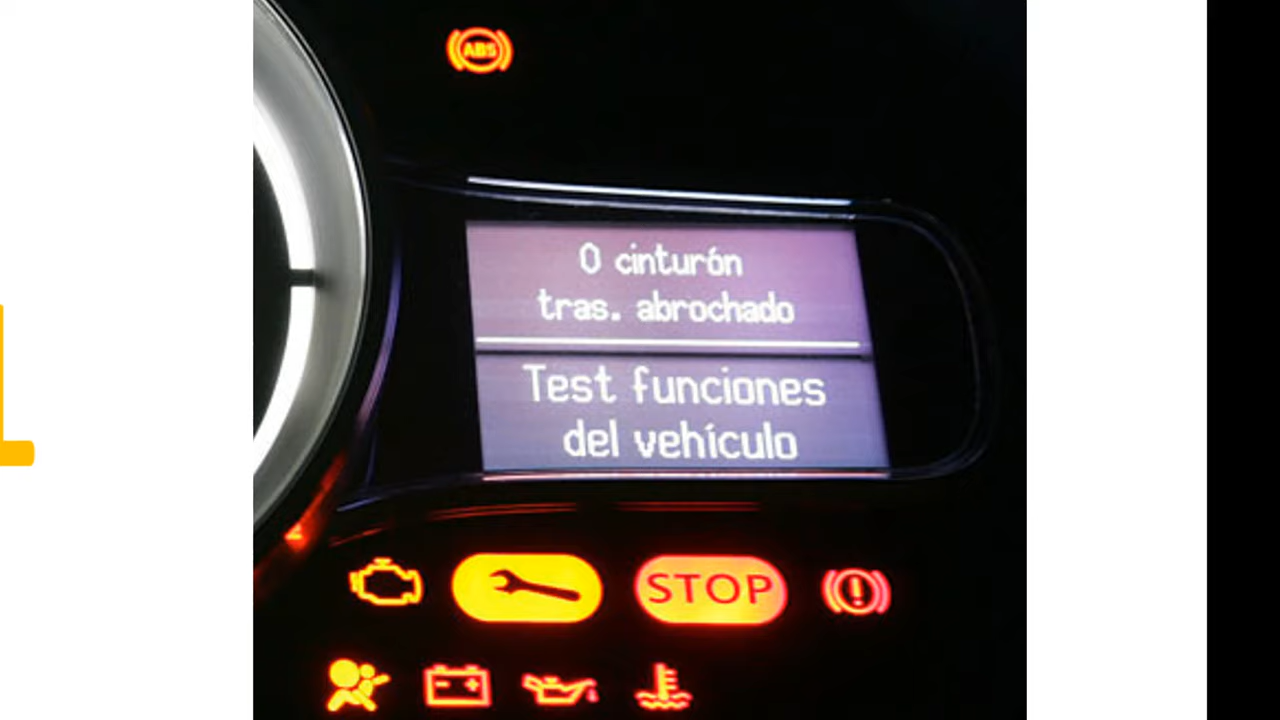 ABS
0 cinturón
tras. abrochado
Test funciones
del vehículo
STOP